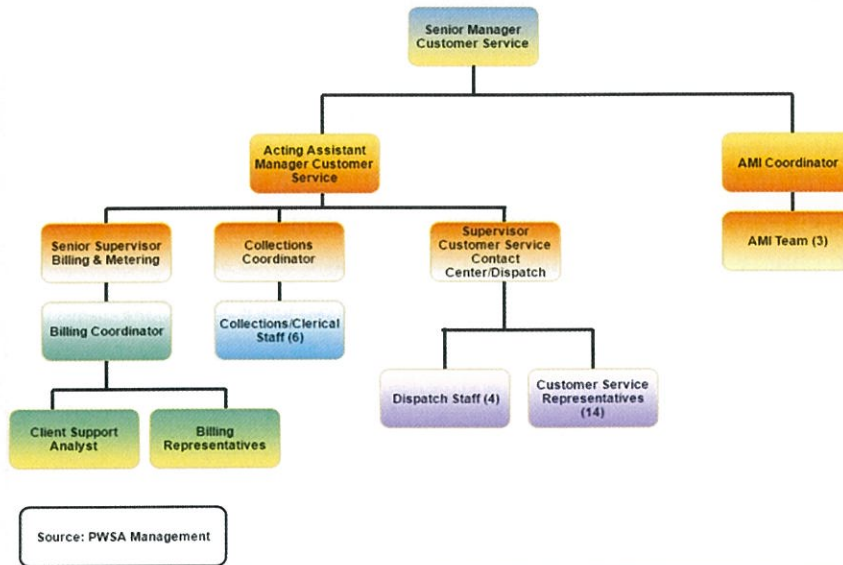 Senior Manager
Customer Service
Acting Assistant
Manager Customer
Service
AMI Coordinator
AMI Team (3)
Senior Supervisor
Billing & Metering
Collections
Coordinator
Supervisor
Customer Service
Contact
Center/Dispatch
Billing Coordinator
Collections/Clerical
Staff (6)
Dispatch Staff (4)
Customer Service
Representatives
(14)
Client Support
Analyst
Billing
Representatives
Source: PWSA Management